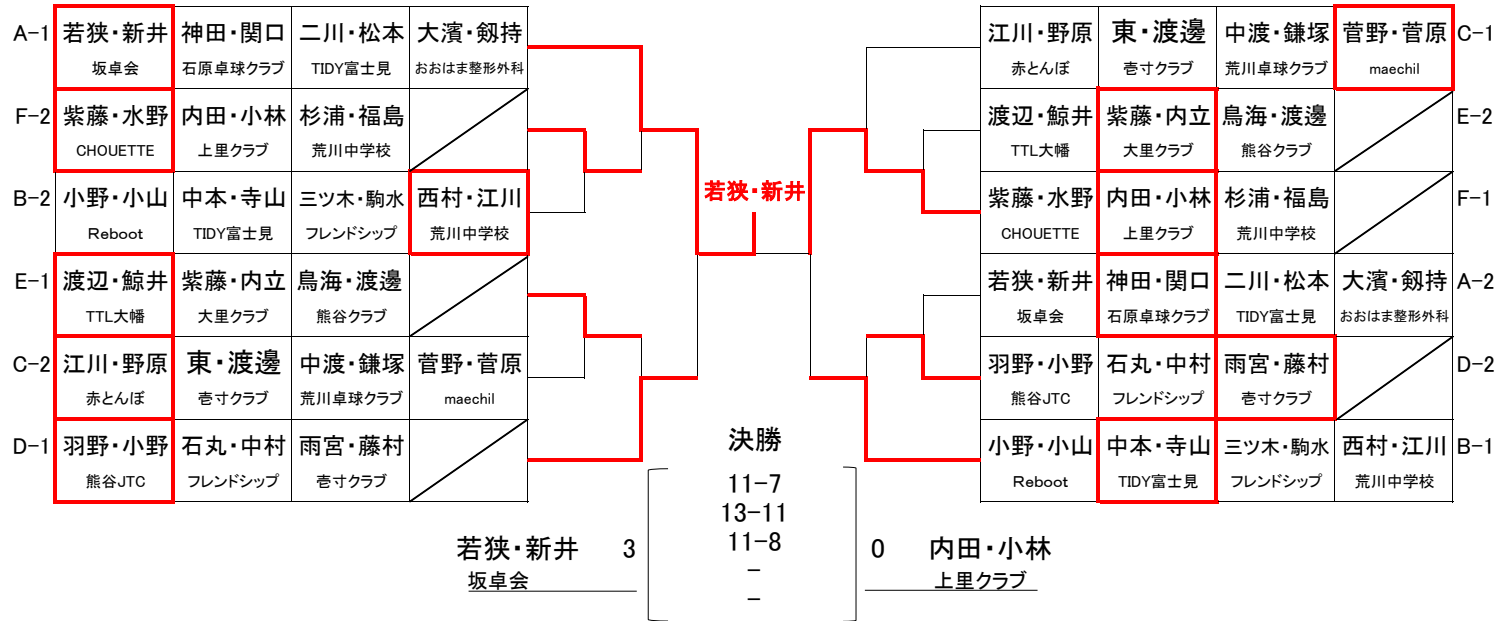 A-1 若狭・新井 神田・関口 二川・松本 大濱・剱持
坂卓会 石原卓球クラブ TIDY富士見 おおはま整形外科
F-2 紫藤・水野 内田・小林 杉浦・福島
CHOUETTE 上里クラブ 荒川中学校
B-2 小野・小山 中本・寺山 三ツ木・駒水 西村・江川
Reboot TIDY富士見 フレンドシップ 荒川中学校
E-1 渡辺・鯨井 紫藤・内立 鳥海・渡邊
TTL大幡 大里クラブ 熊谷クラブ
C-2 江川・野原 東・渡邊 中渡・鎌塚 菅野・菅原
赤とんぼ 壱寸クラブ 荒川卓球クラブ maechil
D-1 羽野・小野 石丸・中村 雨宮・藤村
熊谷JTC フレンドシップ 壱寸クラブ
若狭・新井
江川・野原 東・渡邊 中渡・鎌塚 菅野・菅原 C-1
赤とんぼ 壱寸クラブ 荒川卓球クラブ maechil
渡辺・鯨井 紫藤・内立 鳥海・渡邊 E-2
TTL大幡 大里クラブ 熊谷クラブ
紫藤・水野 内田・小林 杉浦・福島 F-1
CHOUETTE 上里クラブ 荒川中学校
若狭・新井 神田・関口 二川・松本 大濱・剱持 A-2
坂卓会 石原卓球クラブ TIDY富士見 おおはま整形外科
羽野・小野 石丸・中村 雨宮・藤村 D-2
熊谷JTC フレンドシップ 壱寸クラブ
小野・小山 中本・寺山 三ツ木・駒水 西村・江川 B-1
Reboot TIDY富士見 フレンドシップ 荒川中学校
決勝
11-7
13-11
11-8
-
-
若狭・新井 3
坂卓会
0 内田・小林
上里クラブ